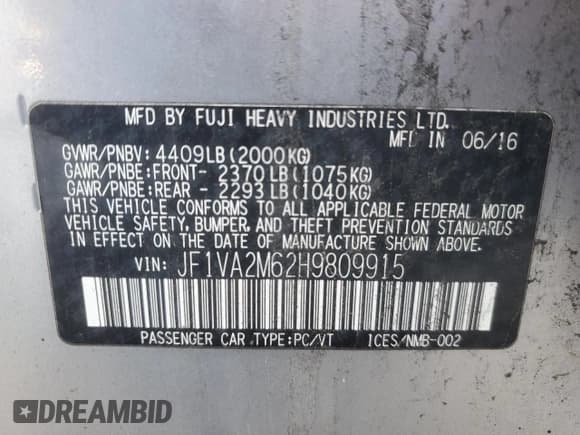 MFD BY FUJI HEAVY INDUSTRIES LTD.
MFD IN 06/16
GVWR/PNBV: 4409LB(2000KG)
GAWR/PNBE:FRONT- 2370LB(1075KG)
GAWR/PNBE:REAR - 2293LB(1040KG)
THIS VEHICLE CONFORMS TO ALL APPLICABLE FEDERAL MOTOR
VEHICLE SAFETY, BUMPER, AND THEFT PREVENTION STANDARDS
IN EFFECT ON THE DATE OF MANUFACTURE SHOWN ABOVE.
VIN: JF1VA2M62H9809915
PASSENGER CAR TYPE:PC/VT ICES/NMB-002
DREAMBID